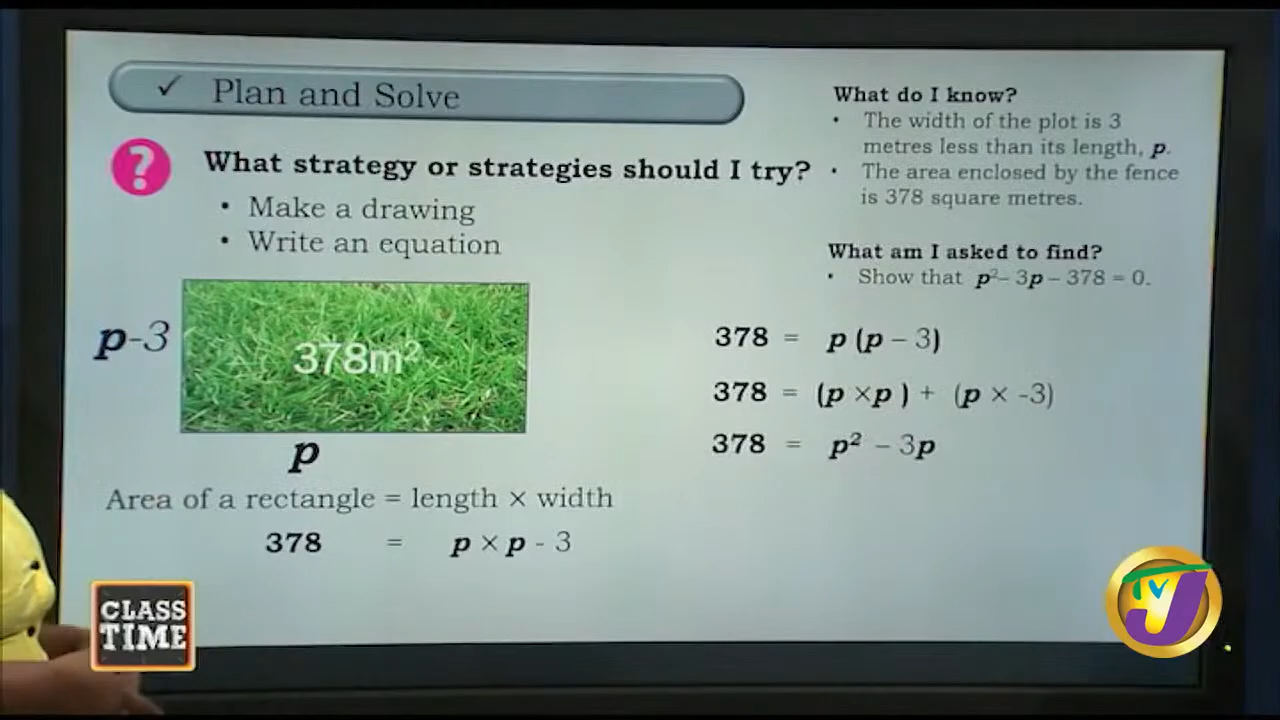 ✓ Plan and Solve
What strategy or strategies should I try?
• Make a drawing
• Write an equation
p-3
378m²
p
Area of a rectangle = length × width
378 = p × p - 3
What do I know?
• The width of the plot is 3
metres less than its length, p.
• The area enclosed by the fence
is 378 square metres.
What am I asked to find?
• Show that p²– 3p – 378 = 0.
378 = p (p – 3)
378 = (p ×p ) + (p × -3)
378 = p² – 3p
CLASS
TIME
TVJ